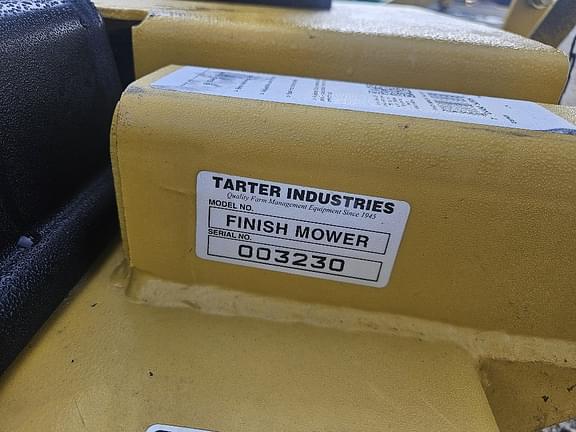 TARTER INDUSTRIES
Quality Farm Management Equipment Since 1945
MODEL NO.
FINISH MOWER
SERIAL NO.
003230